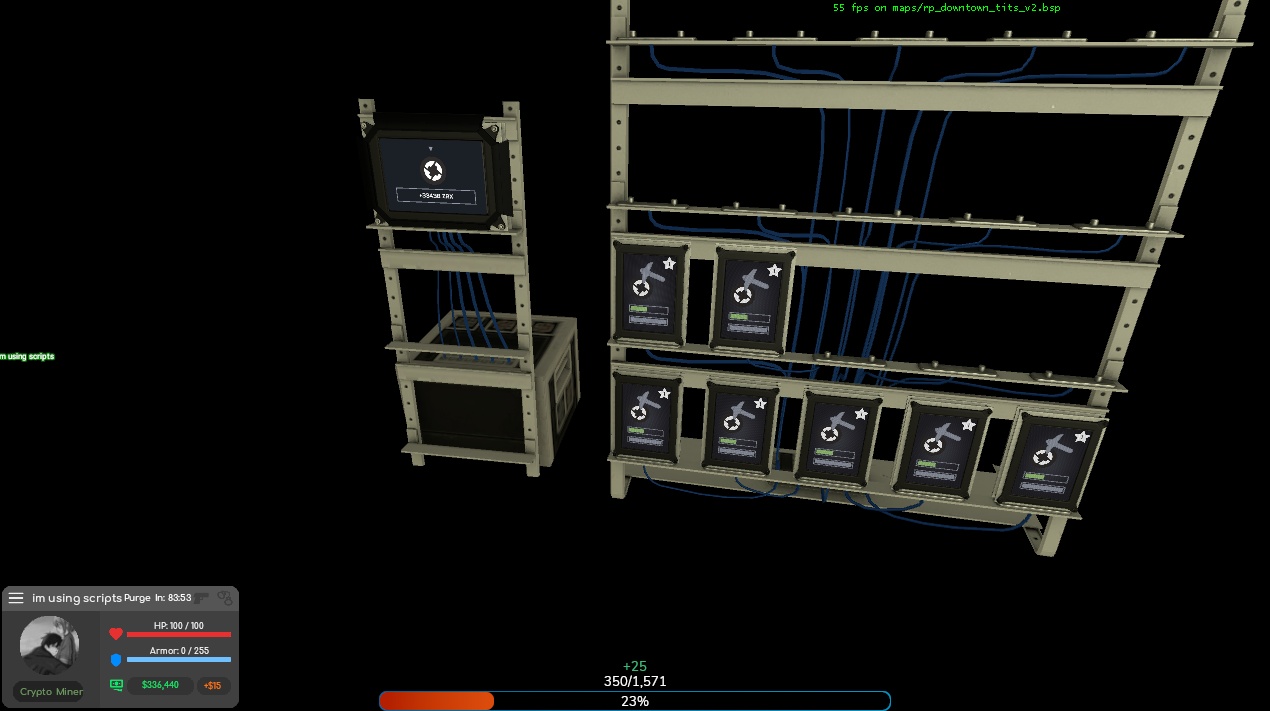 55 fps on maps/rp_downtown_tits_v2.bsp
m using scripts
im using scripts Purge In: 83:53
HP: 100 / 100
Armor: 0 / 255
Crypto Miner
$336,440
+$15
+25
350/1,571
23%